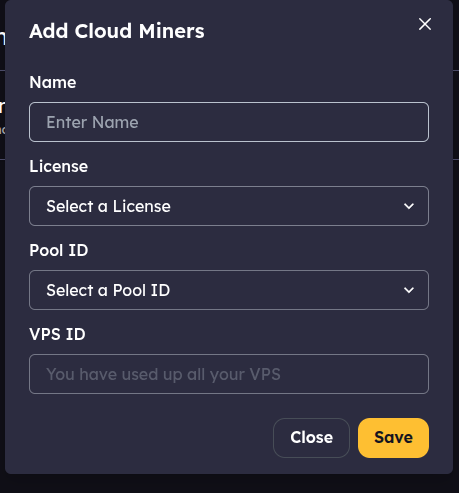 Add Cloud Miners
Name
Enter Name
License
Select a License
Pool ID
Select a Pool ID
VPS ID
You have used up all your VPS
Close
Save